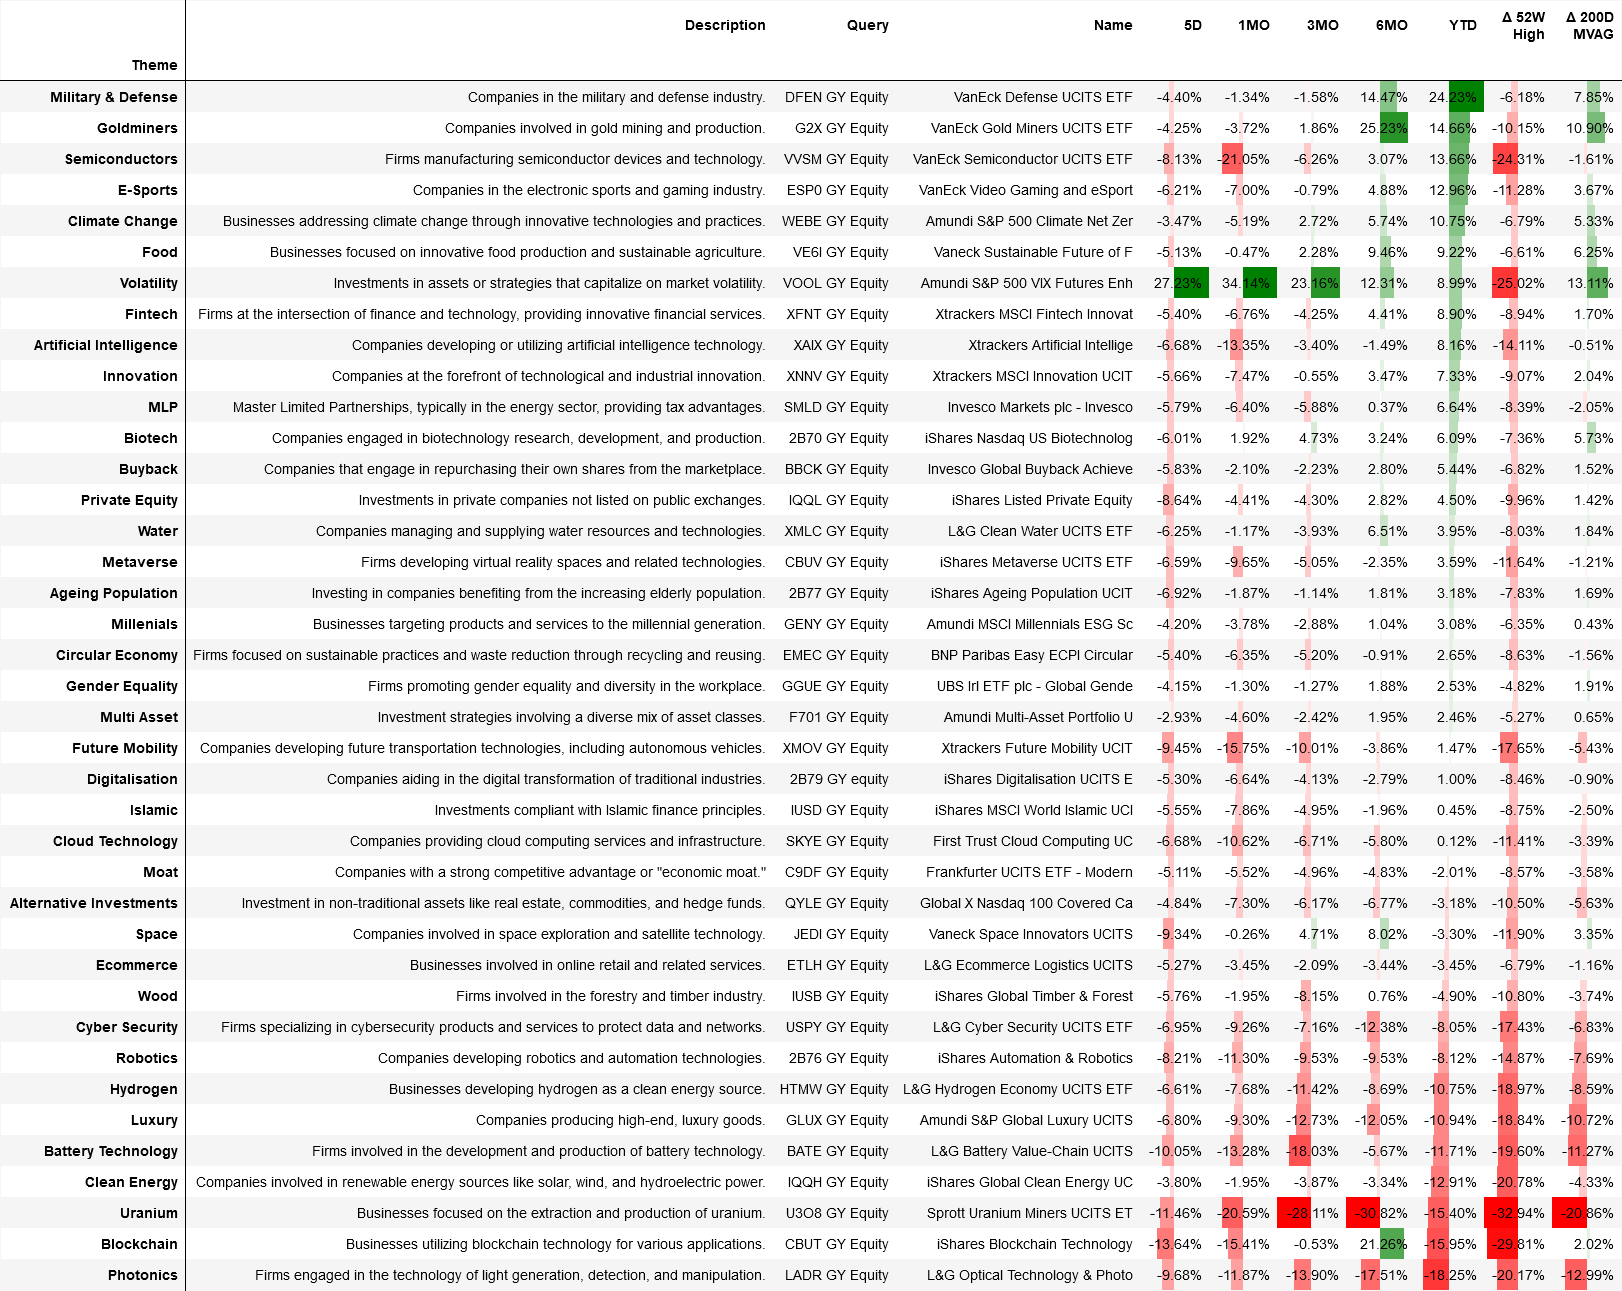 Description Query Name 5D 1MO 3MO 6MO YTD Δ 52W High Δ 200D MVAG
Theme
Military & Defense Companies in the military and defense industry. DFEN GY Equity VanEck Defense UCITS ETF -4.40% -1.34% -1.58% 14.47% 24.23% -6.18% 7.85%
Goldminers Companies involved in gold mining and production. G2X GY Equity VanEck Gold Miners UCITS ETF -4.25% -3.72% 1.86% 25.23% 14.66% -10.15% 10.90%
Semiconductors Firms manufacturing semiconductor devices and technology. VVSM GY Equity VanEck Semiconductor UCITS ETF -8.13% -21.05% -6.26% 3.07% 13.66% -24.31% -1.61%
E-Sports Companies in the electronic sports and gaming industry. ESP0 GY Equity VanEck Video Gaming and eSport -6.21% -7.00% -0.79% 4.88% 12.96% -11.28% 3.67%
Climate Change Businesses addressing climate change through innovative technologies and practices. WEBE GY Equity Amundi S&P 500 Climate Net Zer -3.47% -5.19% 2.72% 5.74% 10.75% -6.79% 5.33%
Food Businesses focused on innovative food production and sustainable agriculture. VE6I GY Equity Vaneck Sustainable Future of F -5.13% -0.47% 2.28% 9.46% 9.22% -6.61% 6.25%
Volatility Investments in assets or strategies that capitalize on market volatility. VOOL GY Equity Amundi S&P 500 VIX Futures Enh 27.23% 34.14% 23.16% 12.31% 8.99% -25.02% 13.11%
Fintech Firms at the intersection of finance and technology, providing innovative financial services. XFNT GY Equity Xtrackers MSCI Fintech Innovat -5.40% -6.76% -4.25% 4.41% 8.90% -8.94% 1.70%
Artificial Intelligence Companies developing or utilizing artificial intelligence technology. XAIX GY Equity Xtrackers Artificial Intellige -6.68% -13.35% -3.40% -1.49% 8.16% -14.11% -0.51%
Innovation Companies at the forefront of technological and industrial innovation. XNNV GY Equity Xtrackers MSCI Innovation UCIT -5.66% -7.47% -0.55% 3.47% 7.33% -9.07% 2.04%
MLP Master Limited Partnerships, typically in the energy sector, providing tax advantages. SMLD GY Equity Invesco Markets plc - Invesco -5.79% -6.40% -5.88% 0.37% 6.64% -8.39% -2.05%
Biotech Companies engaged in biotechnology research, development, and production. 2B70 GY Equity iShares Nasdaq US Biotechnolog -6.01% 1.92% 4.73% 3.24% 6.09% -7.36% 5.73%
Buyback Companies that engage in repurchasing their own shares from the marketplace. BBCK GY Equity Invesco Global Buyback Achieve -5.83% -2.10% -2.23% 2.80% 5.44% -6.82% 1.52%
Private Equity Investments in private companies not listed on public exchanges. IQQL GY Equity iShares Listed Private Equity -8.64% -4.41% -4.30% 2.82% 4.50% -9.96% 1.42%
Water Companies managing and supplying water resources and technologies. XMLC GY Equity L&G Clean Water UCITS ETF -6.25% -1.17% -3.93% 6.51% 3.95% -8.03% 1.84%
Metaverse Firms developing virtual reality spaces and related technologies. CBUV GY Equity iShares Metaverse UCITS ETF -6.59% -9.65% -5.05% -2.35% 3.59% -11.64% -1.21%
Ageing Population Investing in companies benefiting from the increasing elderly population. 2B77 GY Equity iShares Ageing Population UCIT -6.92% -1.87% -1.14% 1.81% 3.18% -7.83% 1.69%
Millenials Businesses targeting products and services to the millennial generation. GENY GY Equity Amundi MSCI Millennials ESG Sc -4.20% -3.78% -2.88% 1.04% 3.08% -6.35% 0.43%
Circular Economy Firms focused on sustainable practices and waste reduction through recycling and reusing. EMEC GY Equity BNP Paribas Easy ECPI Circular -5.40% -6.35% -5.20% -0.91% 2.65% -8.63% -1.56%
Gender Equality Firms promoting gender equality and diversity in the workplace. GGUE GY Equity UBS Irl ETF plc - Global Gende -4.15% -1.30% -1.27% 1.88% 2.53% -4.82% 1.91%
Multi Asset Investment strategies involving a diverse mix of asset classes. F701 GY Equity Amundi Multi-Asset Portfolio U -2.93% -4.60% -2.42% 1.95% 2.46% -5.27% 0.65%
Future Mobility Companies developing future transportation technologies, including autonomous vehicles. XMOV GY Equity Xtrackers Future Mobility UCIT -9.45% -15.75% -10.01% -3.86% 1.47% -17.65% -5.43%
Digitalisation Companies aiding in the digital transformation of traditional industries. 2B79 GY equity iShares Digitalisation UCITS E -5.30% -6.64% -4.13% -2.79% 1.00% -8.46% -0.90%
Islamic Investments compliant with Islamic finance principles. IUSD GY Equity iShares MSCI World Islamic UCI -5.55% -7.86% -4.95% -1.96% 0.45% -8.75% -2.50%
Cloud Technology Companies providing cloud computing services and infrastructure. SKYE GY Equity First Trust Cloud Computing UC -6.68% -10.62% -6.71% -5.80% 0.12% -11.41% -3.39%
Moat Companies with a strong competitive advantage or "economic moat." C9DF GY Equity Frankfurter UCITS ETF - Modern -5.11% -5.52% -4.96% -4.83% -2.01% -8.57% -3.58%
Alternative Investments Investment in non-traditional assets like real estate, commodities, and hedge funds. QYLE GY Equity Global X Nasdaq 100 Covered Ca -4.84% -7.30% -6.17% -6.77% -3.18% -10.50% -5.63%
Space Companies involved in space exploration and satellite technology. JEDI GY Equity Vaneck Space Innovators UCITS -9.34% -0.26% 4.71% 8.02% -3.30% -11.90% 3.35%
Ecommerce Businesses involved in online retail and related services. ETLH GY Equity L&G Ecommerce Logistics UCITS -5.27% -3.45% -2.09% -3.44% -3.45% -6.79% -1.16%
Wood Firms involved in the forestry and timber industry. IUSB GY Equity iShares Global Timber & Forest -5.76% -1.95% -8.15% 0.76% -4.90% -10.80% -3.74%
Cyber Security Firms specializing in cybersecurity products and services to protect data and networks. USPY GY Equity L&G Cyber Security UCITS ETF -6.95% -9.26% -7.16% -12.38% -8.05% -17.43% -6.83%
Robotics Companies developing robotics and automation technologies. 2B76 GY Equity iShares Automation & Robotics -8.21% -11.30% -9.53% -9.53% -8.12% -14.87% -7.69%
Hydrogen Businesses developing hydrogen as a clean energy source. HTMW GY Equity L&G Hydrogen Economy UCITS ETF -6.61% -7.68% -11.42% -8.69% -10.75% -18.97% -8.59%
Luxury Companies producing high-end, luxury goods. GLUX GY Equity Amundi S&P Global Luxury UCITS -6.80% -9.30% -12.73% -12.05% -10.94% -18.84% -10.72%
Battery Technology Firms involved in the development and production of battery technology. BATE GY Equity L&G Battery Value-Chain UCITS -10.05% -13.28% -18.03% -5.67% -11.71% -19.60% -11.27%
Clean Energy Companies involved in renewable energy sources like solar, wind, and hydroelectric power. IQQH GY Equity iShares Global Clean Energy UC -3.80% -1.95% -3.87% -3.34% -12.91% -20.78% -4.33%
Uranium Businesses focused on the extraction and production of uranium. U3O8 GY Equity Sprott Uranium Miners UCITS ET -11.46% -20.59% -28.11% -30.82% -15.40% -32.94% -20.86%
Blockchain Businesses utilizing blockchain technology for various applications. CBUT GY Equity iShares Blockchain Technology -13.64% -15.41% -0.53% 21.26% -15.95% -29.81% 2.02%
Photonics Firms engaged in the technology of light generation, detection, and manipulation. LADR GY Equity L&G Optical Technology & Photo -9.68% -11.87% -13.90% -17.51% -18.25% -20.17% -12.99%